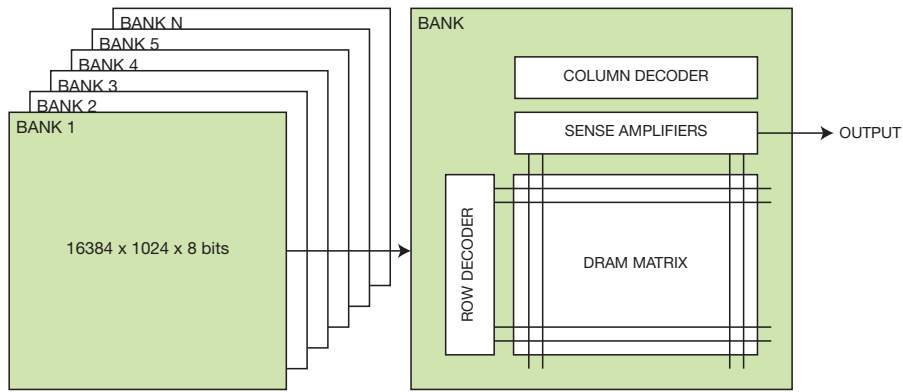 BANK N
BANK 5
BANK 4
BANK 3
BANK 2
BANK 1
16384 x 1024 x 8 bits
BANK
COLUMN DECODER
SENSE AMPLIFIERS
OUTPUT
ROW DECODER
DRAM MATRIX